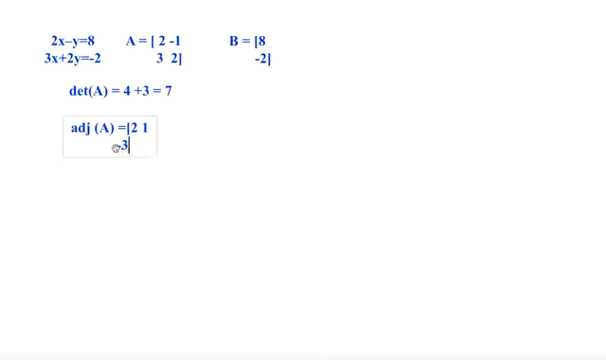 2x–y=8 A = [ 2 -1 B = [8
3x+2y=-2 3 2] -2]
det(A) = 4 +3 = 7
adj (A) =[2 1
-3